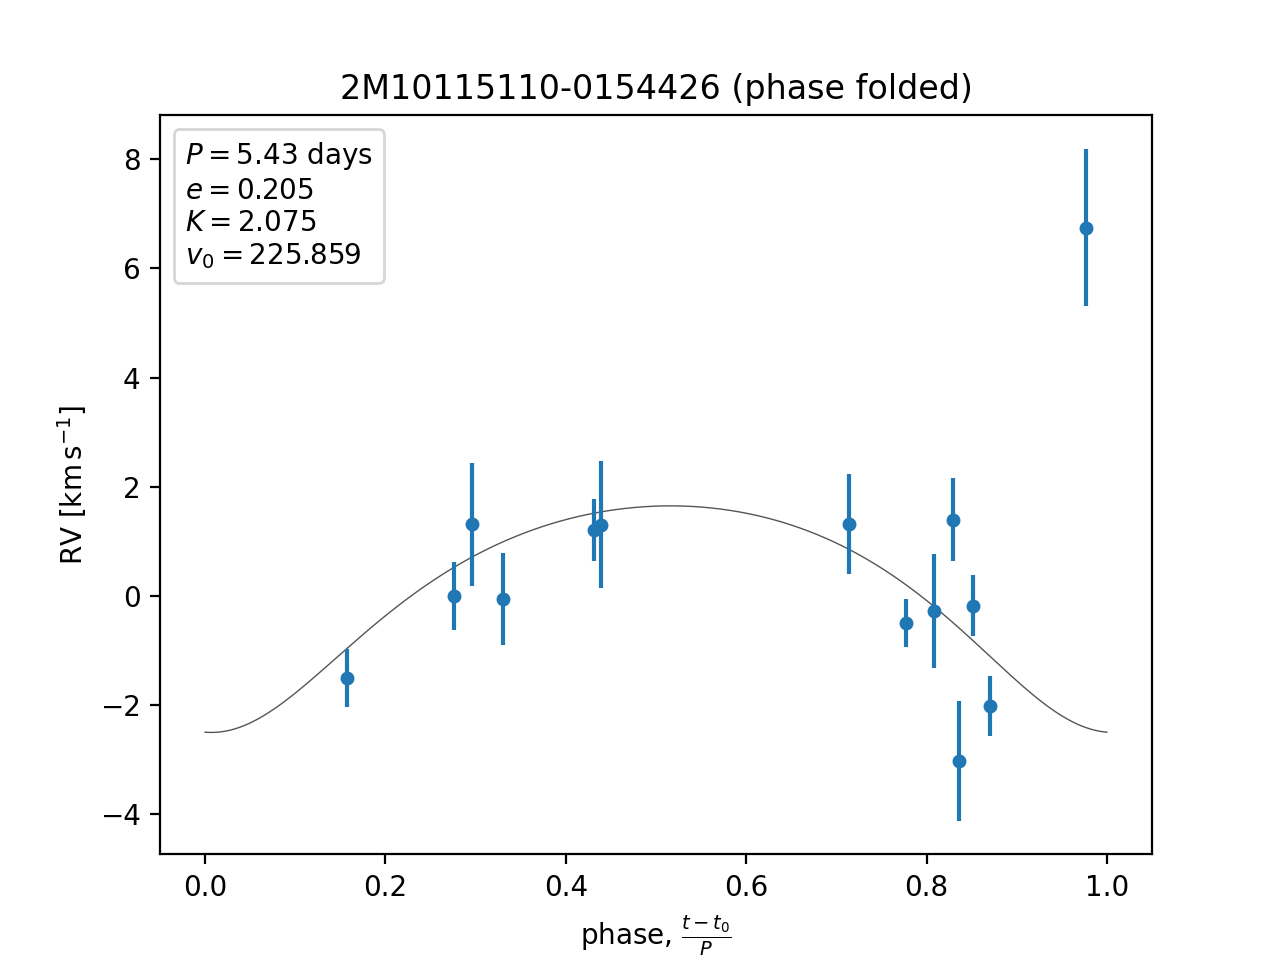 2M10115110-0154426 (phase folded)
P = 5.43 days
e = 0.205
K = 2.075
v₀ = 225.859
8
6
4
2
0
−2
−4
RV [km s⁻¹]
0.0 0.2 0.4 0.6 0.8 1.0
phase, (t − t₀)/P